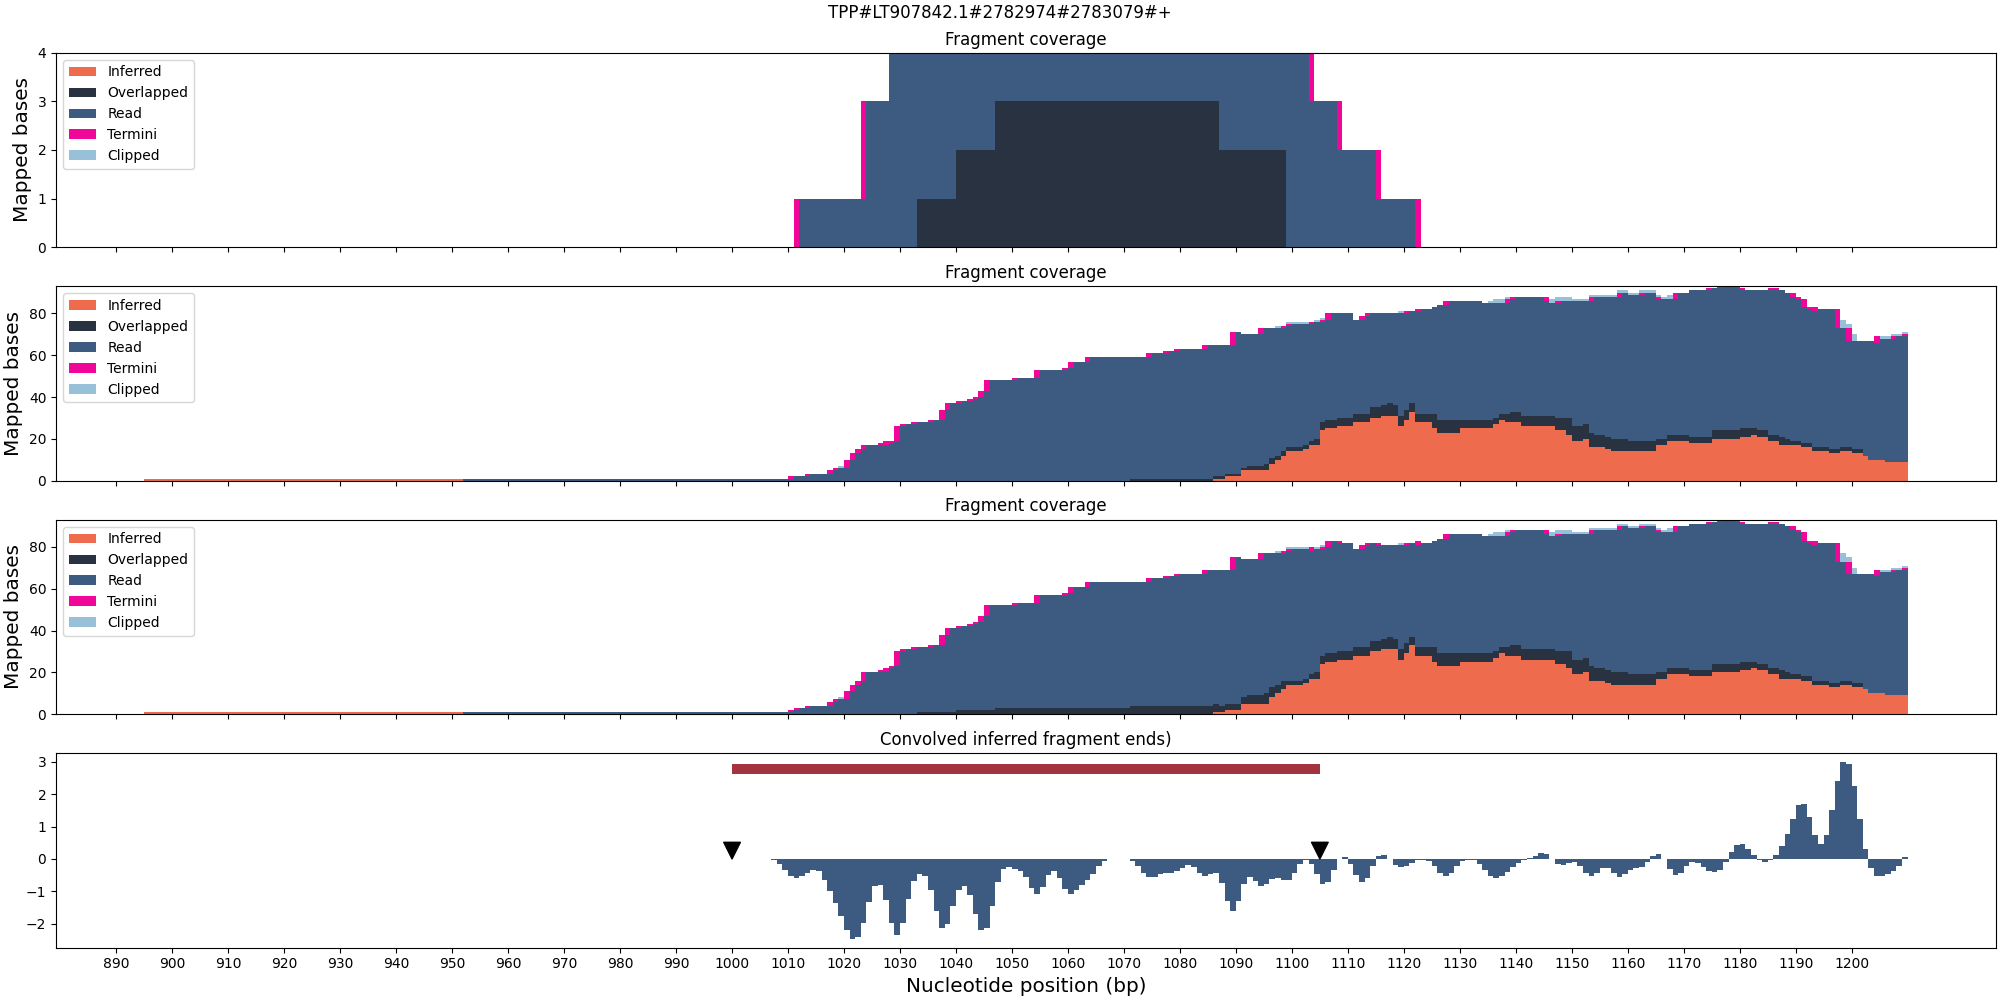 TPP#LT907842.1#2782974#2783079#+
Fragment coverage
Mapped bases
4
3
2
1
0
Inferred
Overlapped
Read
Termini
Clipped
Fragment coverage
Mapped bases
80
60
40
20
0
Inferred
Overlapped
Read
Termini
Clipped
Fragment coverage
Mapped bases
80
60
40
20
0
Inferred
Overlapped
Read
Termini
Clipped
Convolved inferred fragment ends)
3
2
1
0
−1
−2
890 900 910 920 930 940 950 960 970 980 990 1000 1010 1020 1030 1040 1050 1060 1070 1080 1090 1100 1110 1120 1130 1140 1150 1160 1170 1180 1190 1200
Nucleotide position (bp)